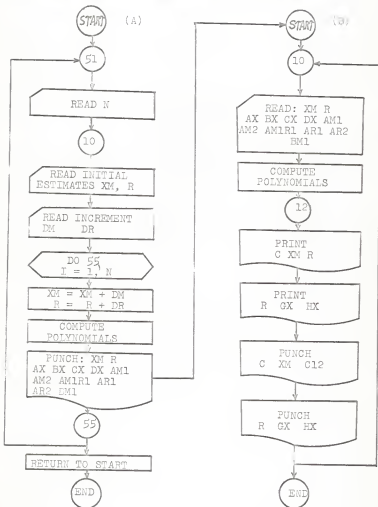 START (A)
51
READ N
10
READ INITIAL
ESTIMATES XM, R
READ INCREMENT
DM DR
DO 55
I = 1, N
XM = XM + DM
R = R + DR
COMPUTE
POLYNOMIALS
PUNCH: XM R
AX BX CX DX AM1
AM2 AM1R1 AR1
AR2 DM1
55
RETURN TO START
END
START
10
READ: XM R
AX BX CX DX AM1
AM2 AM1R1 AR1 AR2
BM1
COMPUTE
POLYNOMIALS
12
PRINT
C XM R
PRINT
R GX HX
PUNCH
C XM C12
PUNCH
R GX HX
END